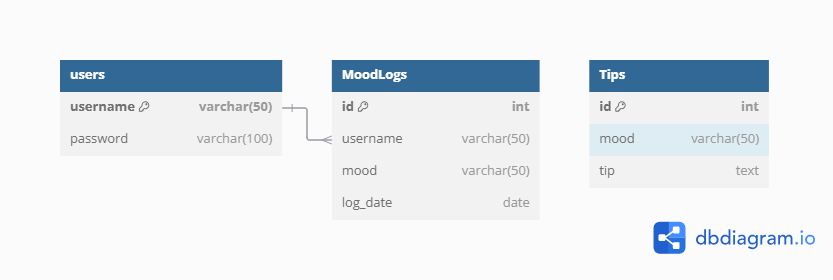 users
username varchar(50)
password varchar(100)
MoodLogs
id int
username varchar(50)
mood varchar(50)
log_date date
Tips
id int
mood varchar(50)
tip text
dbdiagram.io